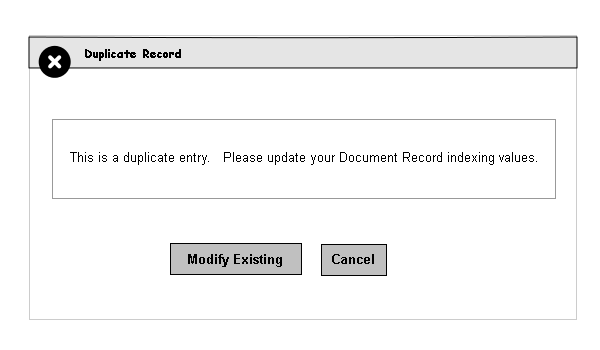 Duplicate Record
This is a duplicate entry.   Please update your Document Record indexing values.
Modify Existing
Cancel